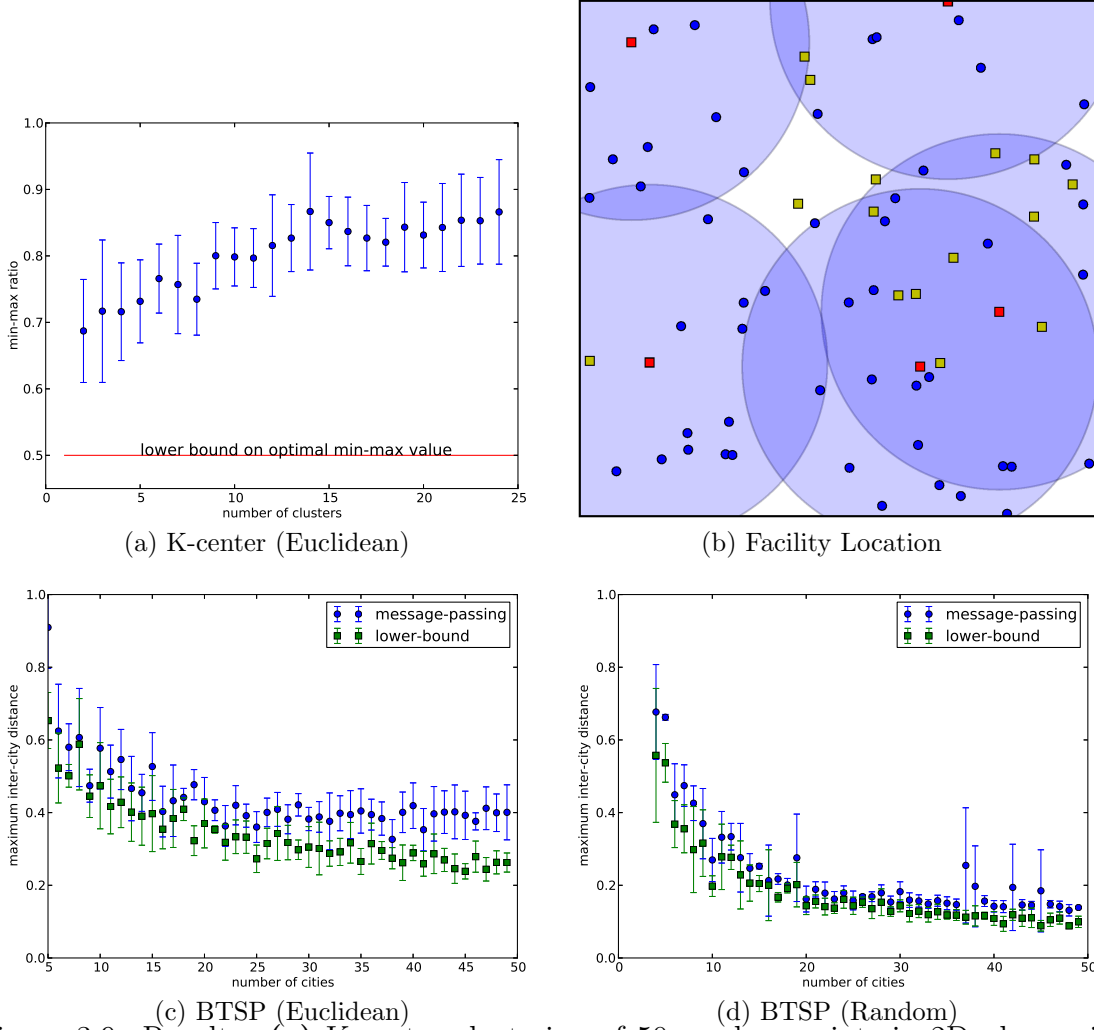 1.0
0.9
0.8
0.7
0.6
0.5
min-max ratio
lower bound on optimal min-max value
0 5 10 15 20 25
number of clusters
(a) K-center (Euclidean)
(b) Facility Location
1.0
0.8
0.6
0.4
0.2
0.0
maximum inter-city distance
message-passing
lower-bound
5 10 15 20 25 30 35 40 45 50
number of cities
(c) BTSP (Euclidean)
1.0
0.8
0.6
0.4
0.2
0.0
maximum inter-city distance
message-passing
lower-bound
0 10 20 30 40 50
number of cities
(d) BTSP (Random)